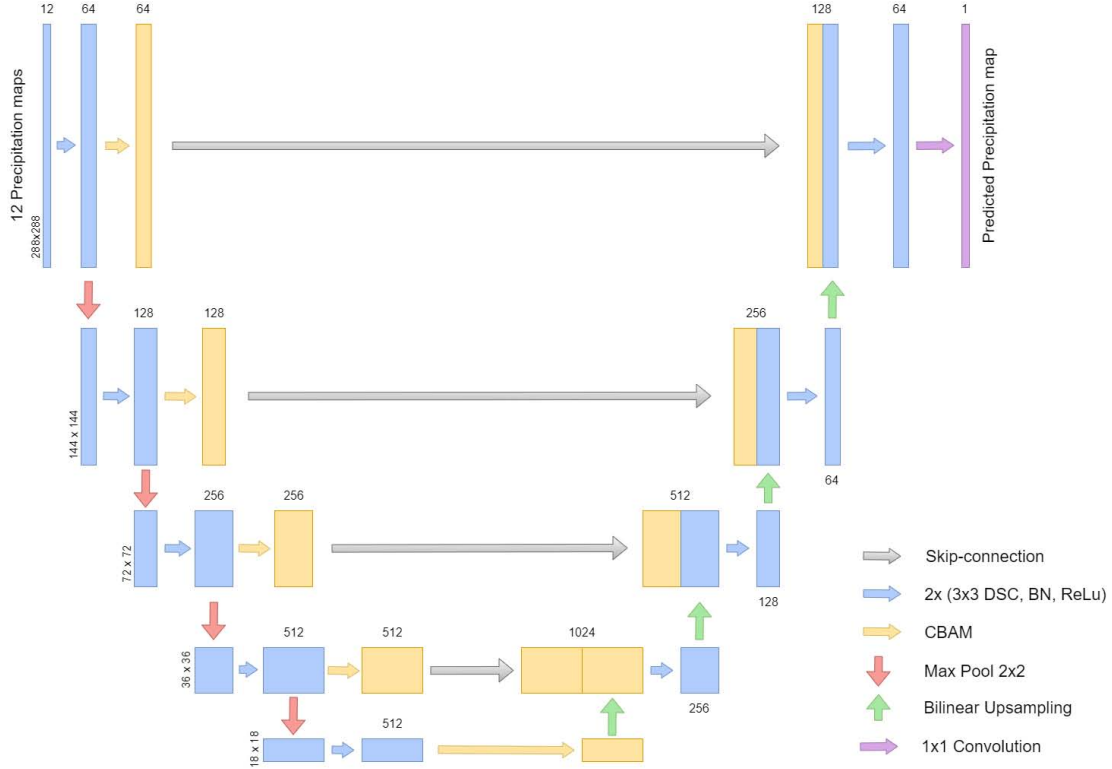 12 64 64 128 64 1
12 Precipitation maps
288x288
Predicted Precipitation map
128 128 256
144 x 144
64
256 256 512
72 x 72
128
512 512 1024
36 x 36
256
512
18 x 18
Skip-connection
2x (3x3 DSC, BN, ReLu)
CBAM
Max Pool 2x2
Bilinear Upsampling
1x1 Convolution